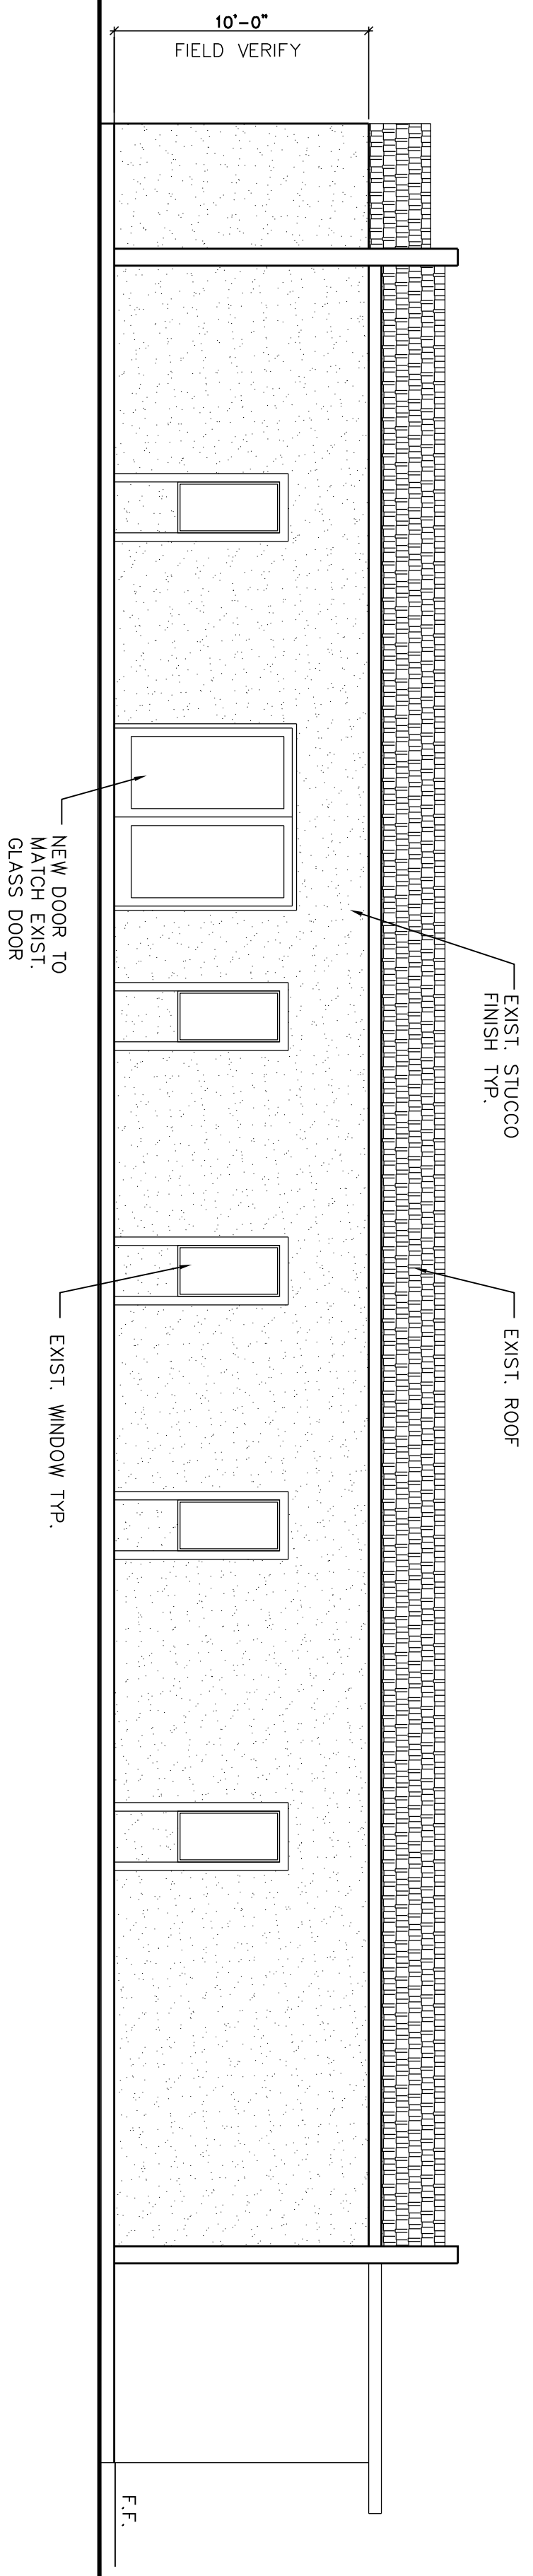 10'-0"
FIELD VERIFY
EXIST. STUCCO
FINISH TYP.
EXIST. ROOF
NEW DOOR TO
MATCH EXIST.
GLASS DOOR
EXIST. WINDOW TYP.
F.F.